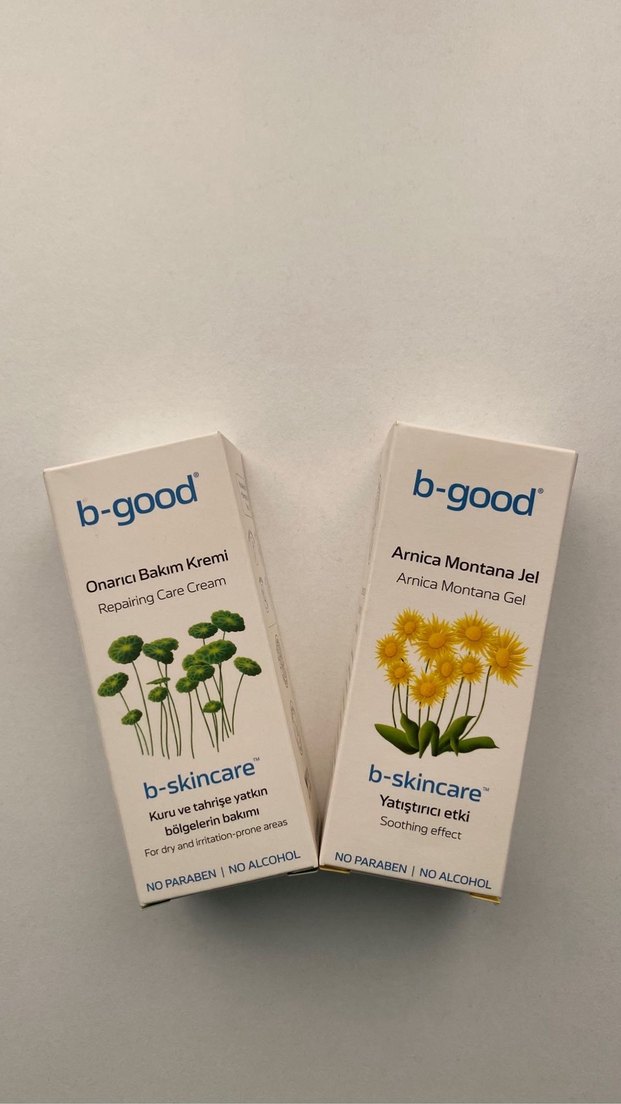 b-good®
Onarıcı Bakım Kremi
Repairing Care Cream
b-skincare™
Kuru ve tahrişe yatkın
bölgelerin bakımı
For dry and irritation-prone areas
NO PARABEN | NO ALCOHOL
b-good®
Arnica Montana Jel
Arnica Montana Gel
b-skincare™
Yatıştırıcı etki
Soothing effect
NO PARABEN | NO ALCOHOL